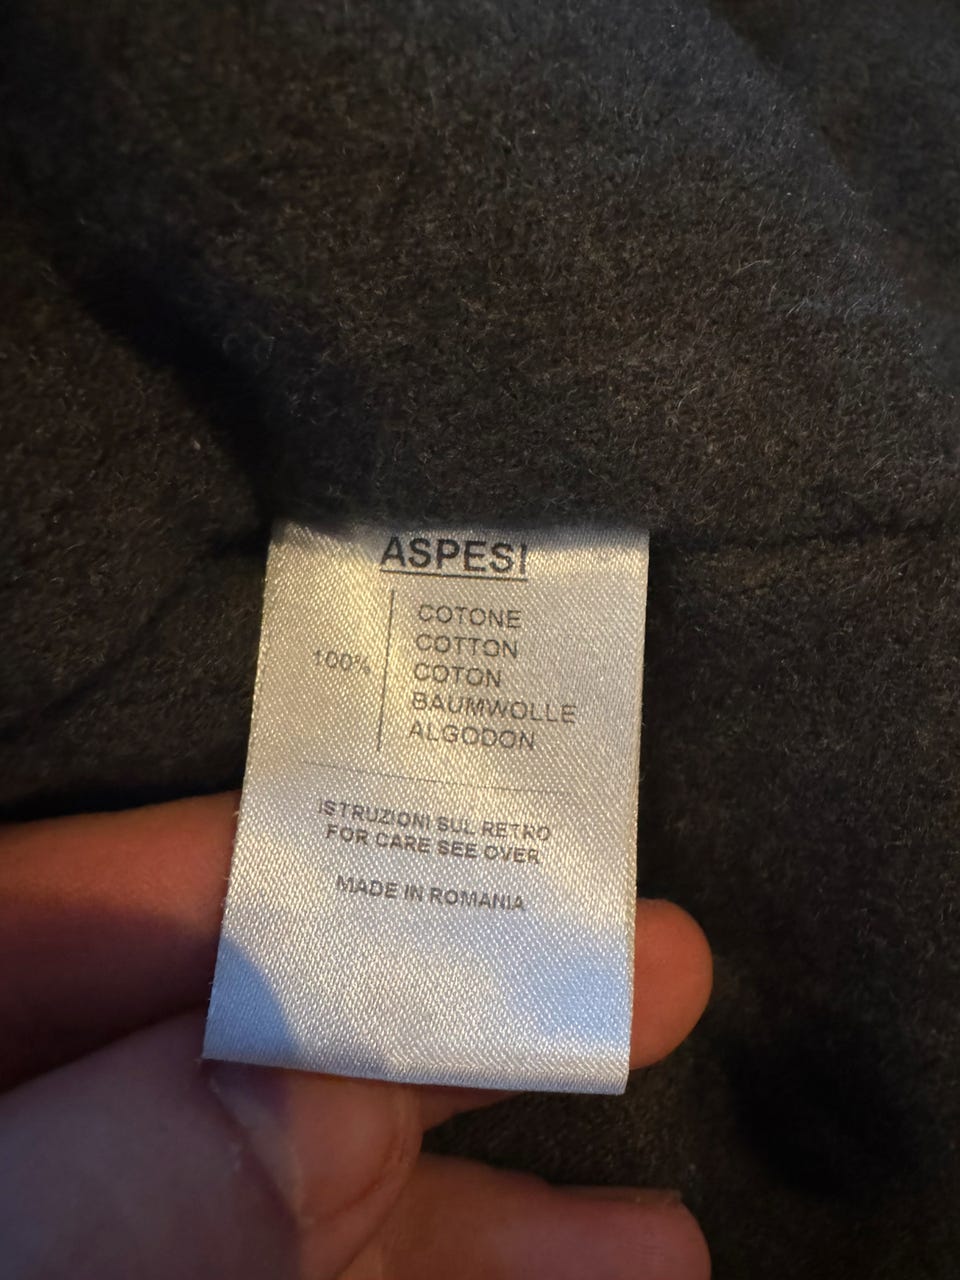 ASPESI
100%
COTONE
COTTON
COTON
BAUMWOLLE
ALGODON
ISTRUZIONI SUL RETRO
FOR CARE SEE OVER
MADE IN ROMANIA